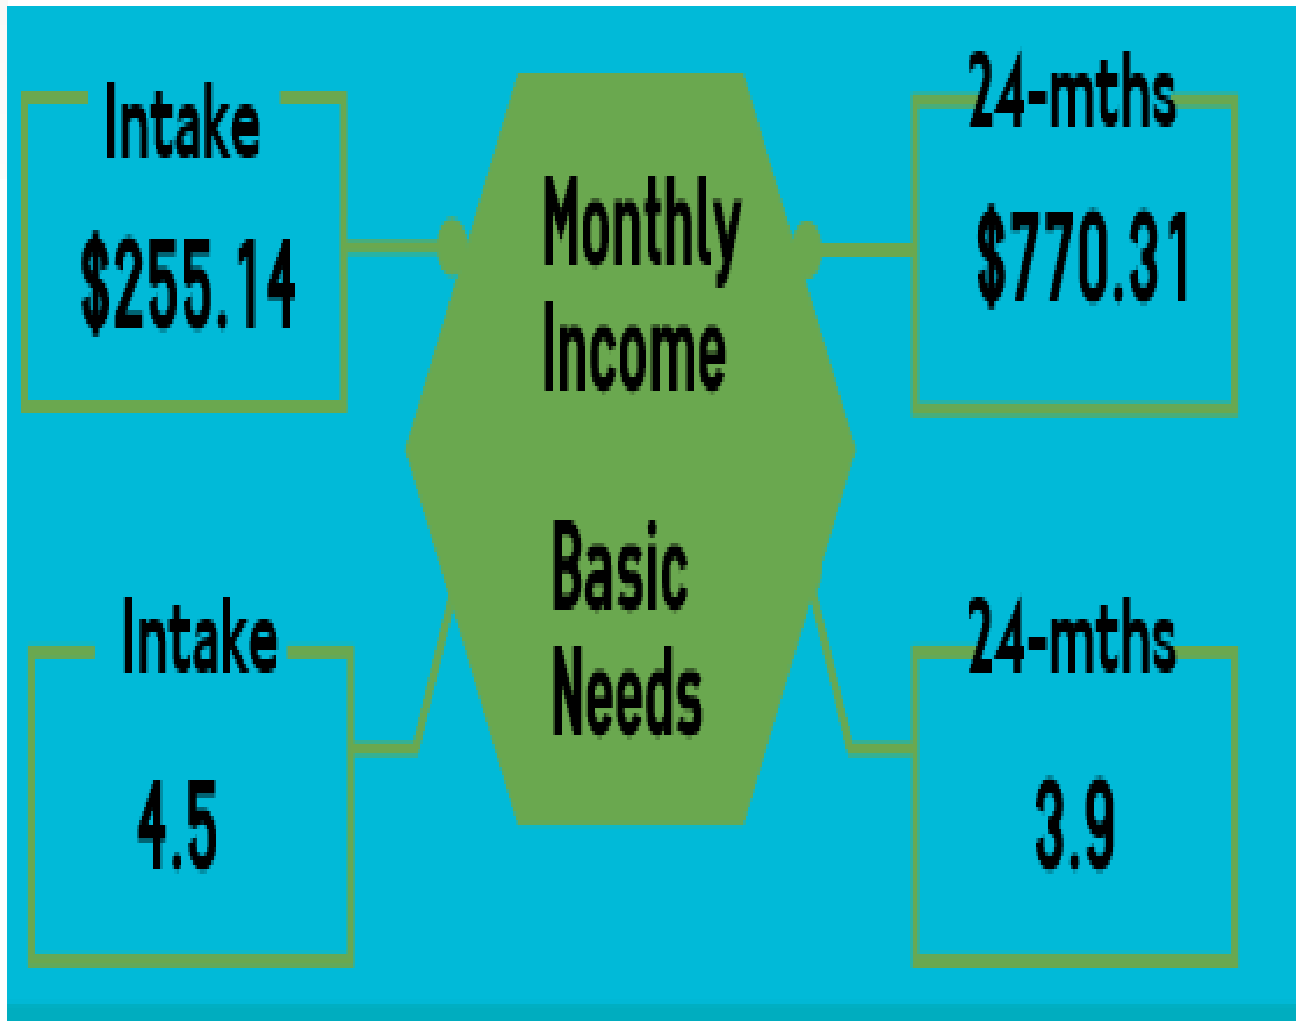 Intake
$255.14
Monthly
Income
24-mths
$770.31
Basic
Needs
Intake
4.5
24-mths
3.9